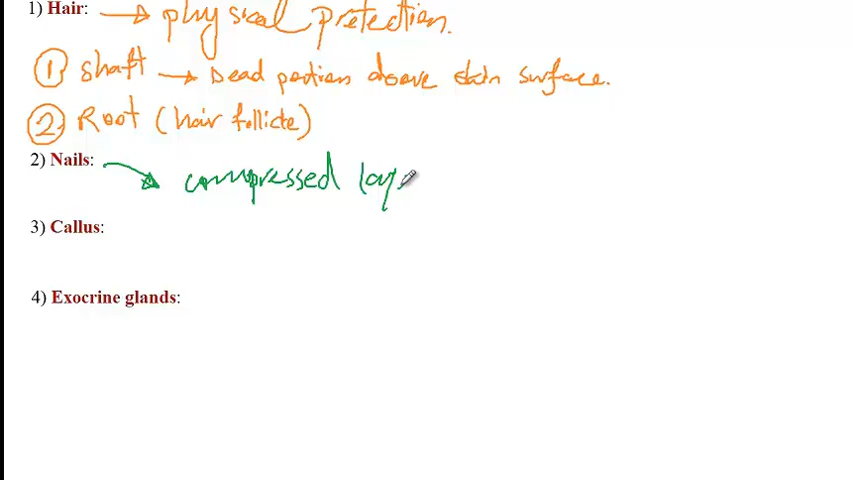 1) Hair: → physical pretection.
① shaft → Dead portion above skin surface.
② Root (hair follicle)
2) Nails: → compressed lay
3) Callus:
4) Exocrine glands: